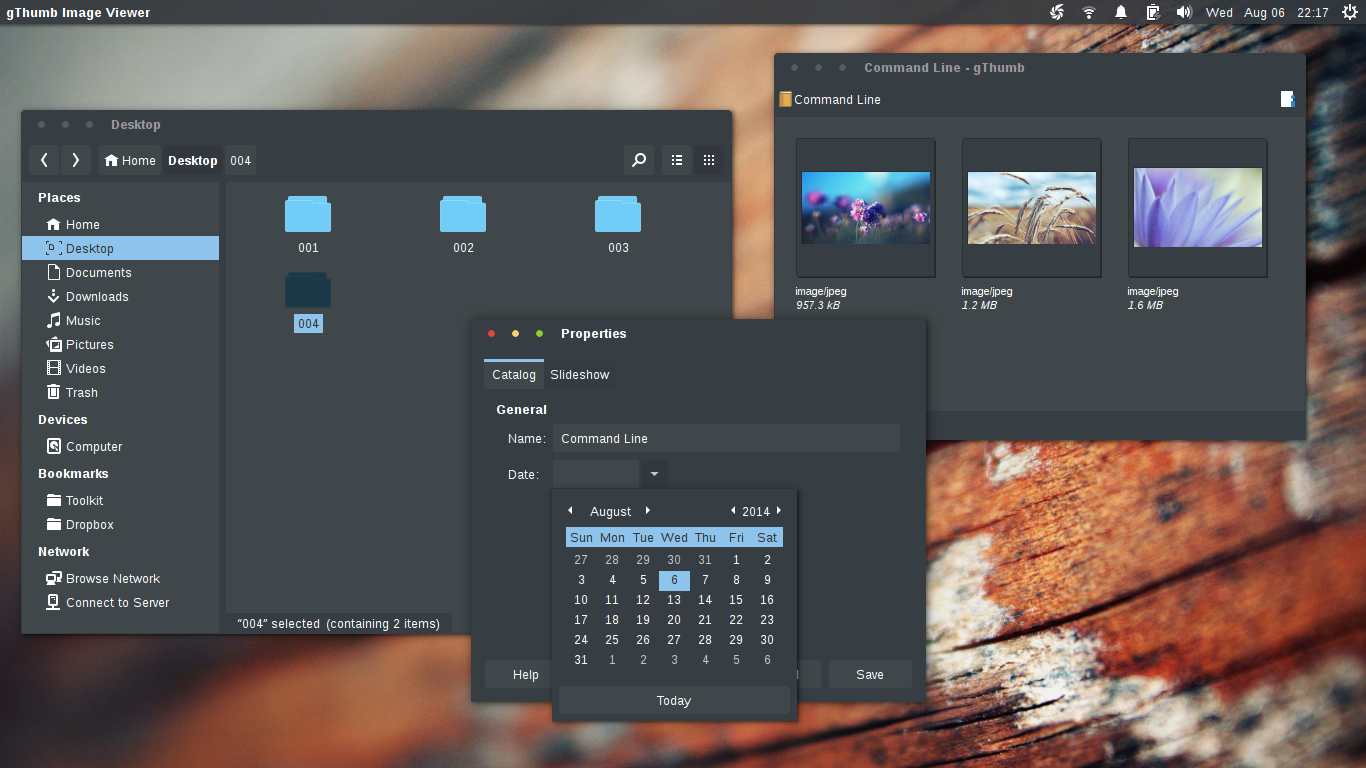 gThumb Image Viewer
Wed Aug 06 22:17
Desktop
Home Desktop 004
Places
Home
Desktop
Documents
Downloads
Music
Pictures
Videos
Trash
Devices
Computer
Bookmarks
Toolkit
Dropbox
Network
Browse Network
Connect to Server
001 002 003
004
“004” selected (containing 2 items)
Command Line - gThumb
Command Line
image/jpeg image/jpeg image/jpeg
957.3 kB 1.2 MB 1.6 MB
Properties
Catalog Slideshow
General
Name: Command Line
Date:
August 2014
Sun Mon Tue Wed Thu Fri Sat
27 28 29 30 31 1 2
3 4 5 6 7 8 9
10 11 12 13 14 15 16
17 18 19 20 21 22 23
24 25 26 27 28 29 30
31 1 2 3 4 5 6
Help Save
Today